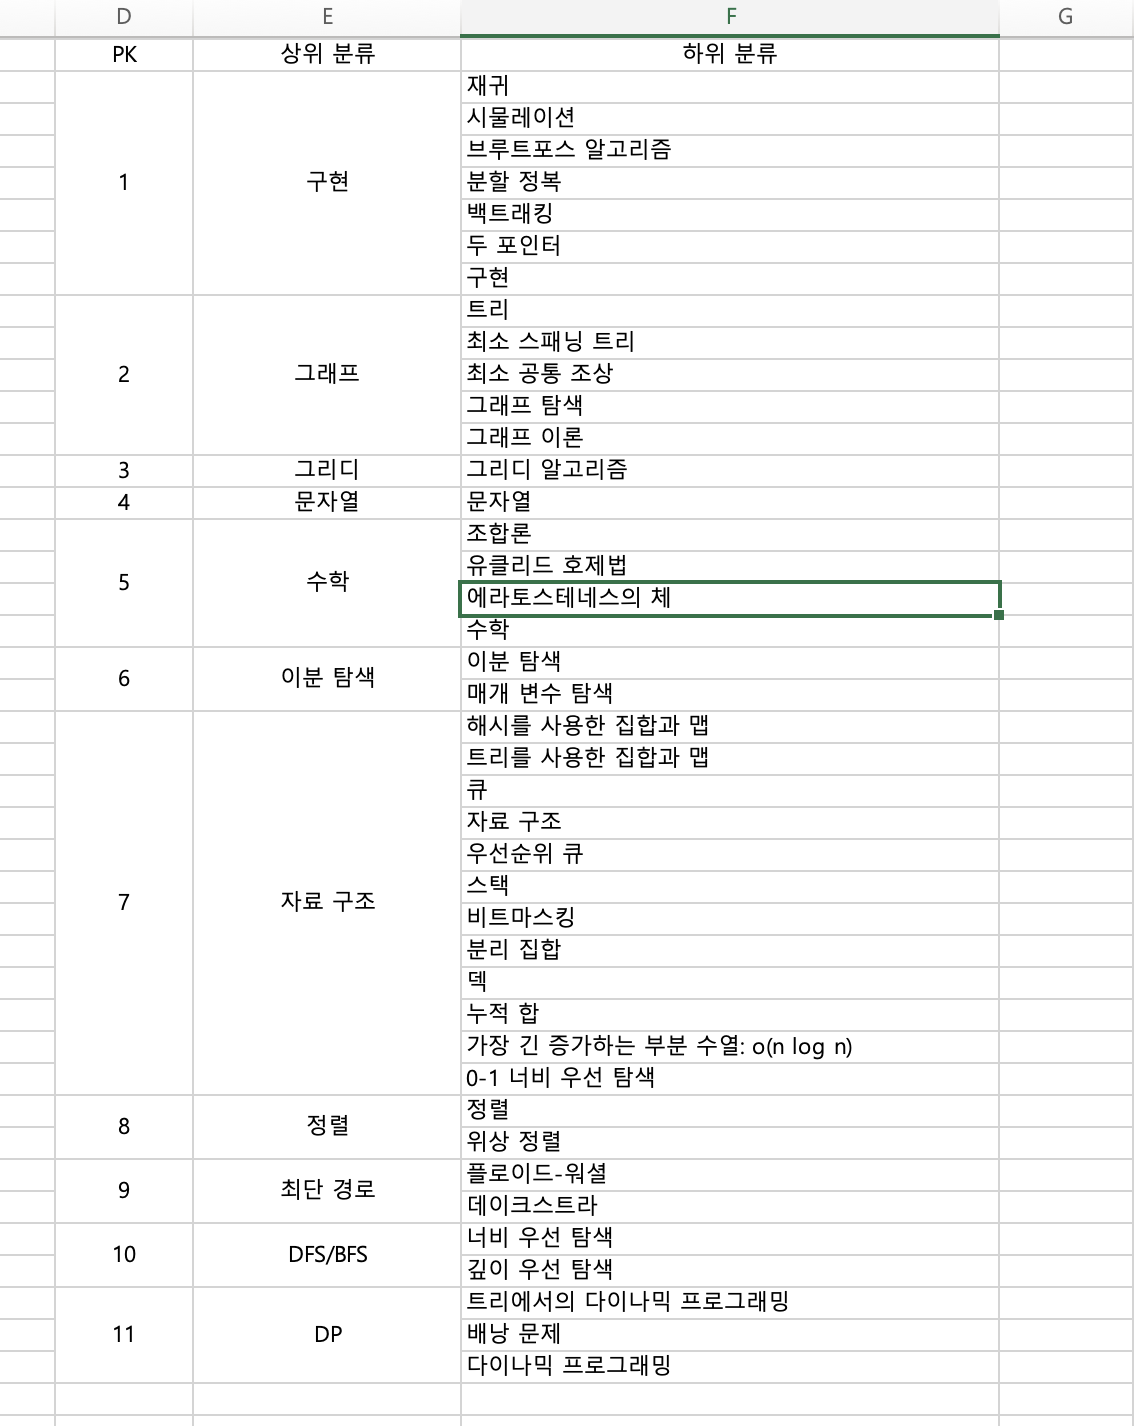 D E F G
PK 상위 분류 하위 분류
재귀
시물레이션
브루트포스 알고리즘
1 구현 분할 정복
백트래킹
두 포인터
구현
트리
최소 스패닝 트리
2 그래프 최소 공통 조상
그래프 탐색
그래프 이론
3 그리디 그리디 알고리즘
4 문자열 문자열
조합론
유클리드 호제법
5 수학 에라토스테네스의 체
수학
6 이분 탐색 이분 탐색
매개 변수 탐색
해시를 사용한 집합과 맵
트리를 사용한 집합과 맵
큐
자료 구조
우선순위 큐
7 자료 구조 스택
비트마스킹
분리 집합
덱
누적 합
가장 긴 증가하는 부분 수열: o(n log n)
0-1 너비 우선 탐색
8 정렬 정렬
위상 정렬
9 최단 경로 플로이드-워셜
데이크스트라
10 DFS/BFS 너비 우선 탐색
깊이 우선 탐색
트리에서의 다이나믹 프로그래밍
11 DP 배낭 문제
다이나믹 프로그래밍